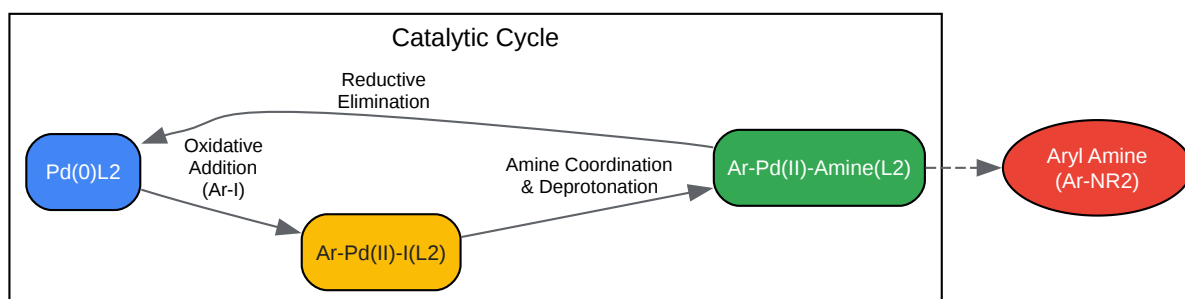 Catalytic Cycle
Reductive
Elimination
Pd(0)L2
Oxidative
Addition
(Ar-I)
Ar-Pd(II)-I(L2)
Amine Coordination
& Deprotonation
Ar-Pd(II)-Amine(L2)
Aryl Amine
(Ar-NR2)